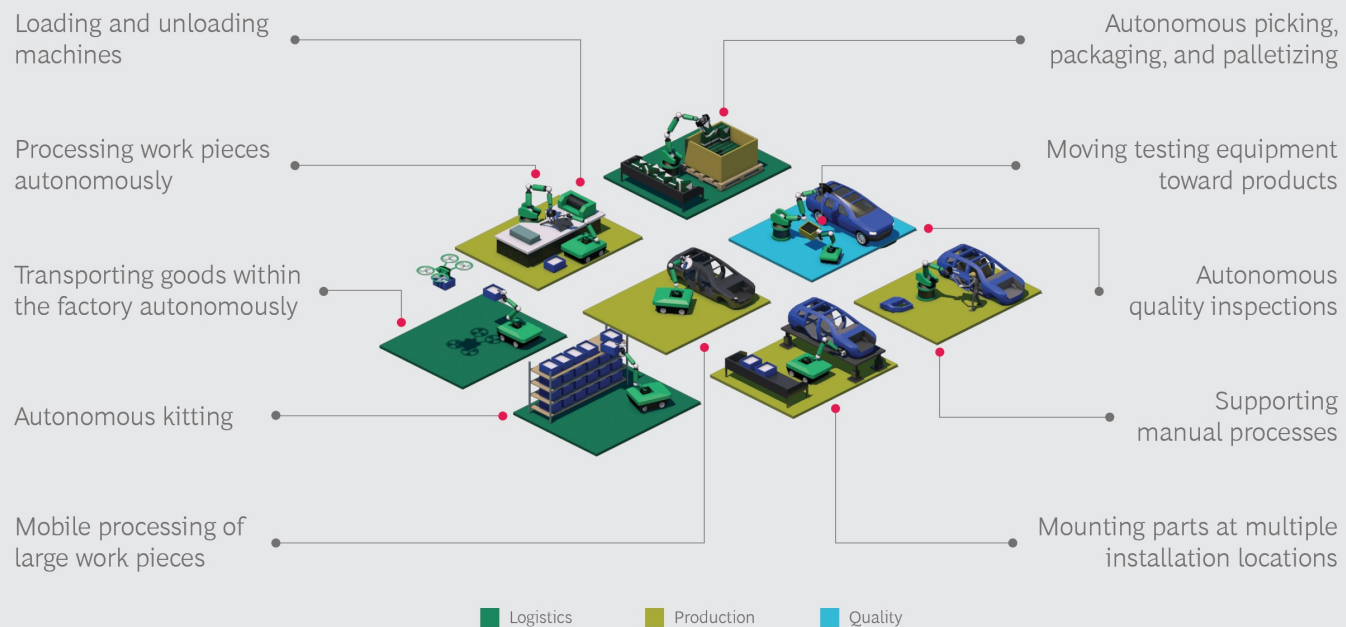 Loading and unloading
machines
Processing work pieces
autonomously
Transporting goods within
the factory autonomously
Autonomous kitting
Mobile processing of
large work pieces
Autonomous picking,
packaging, and palletizing
Moving testing equipment
toward products
Autonomous
quality inspections
Supporting
manual processes
Mounting parts at multiple
installation locations
Logistics
Production
Quality